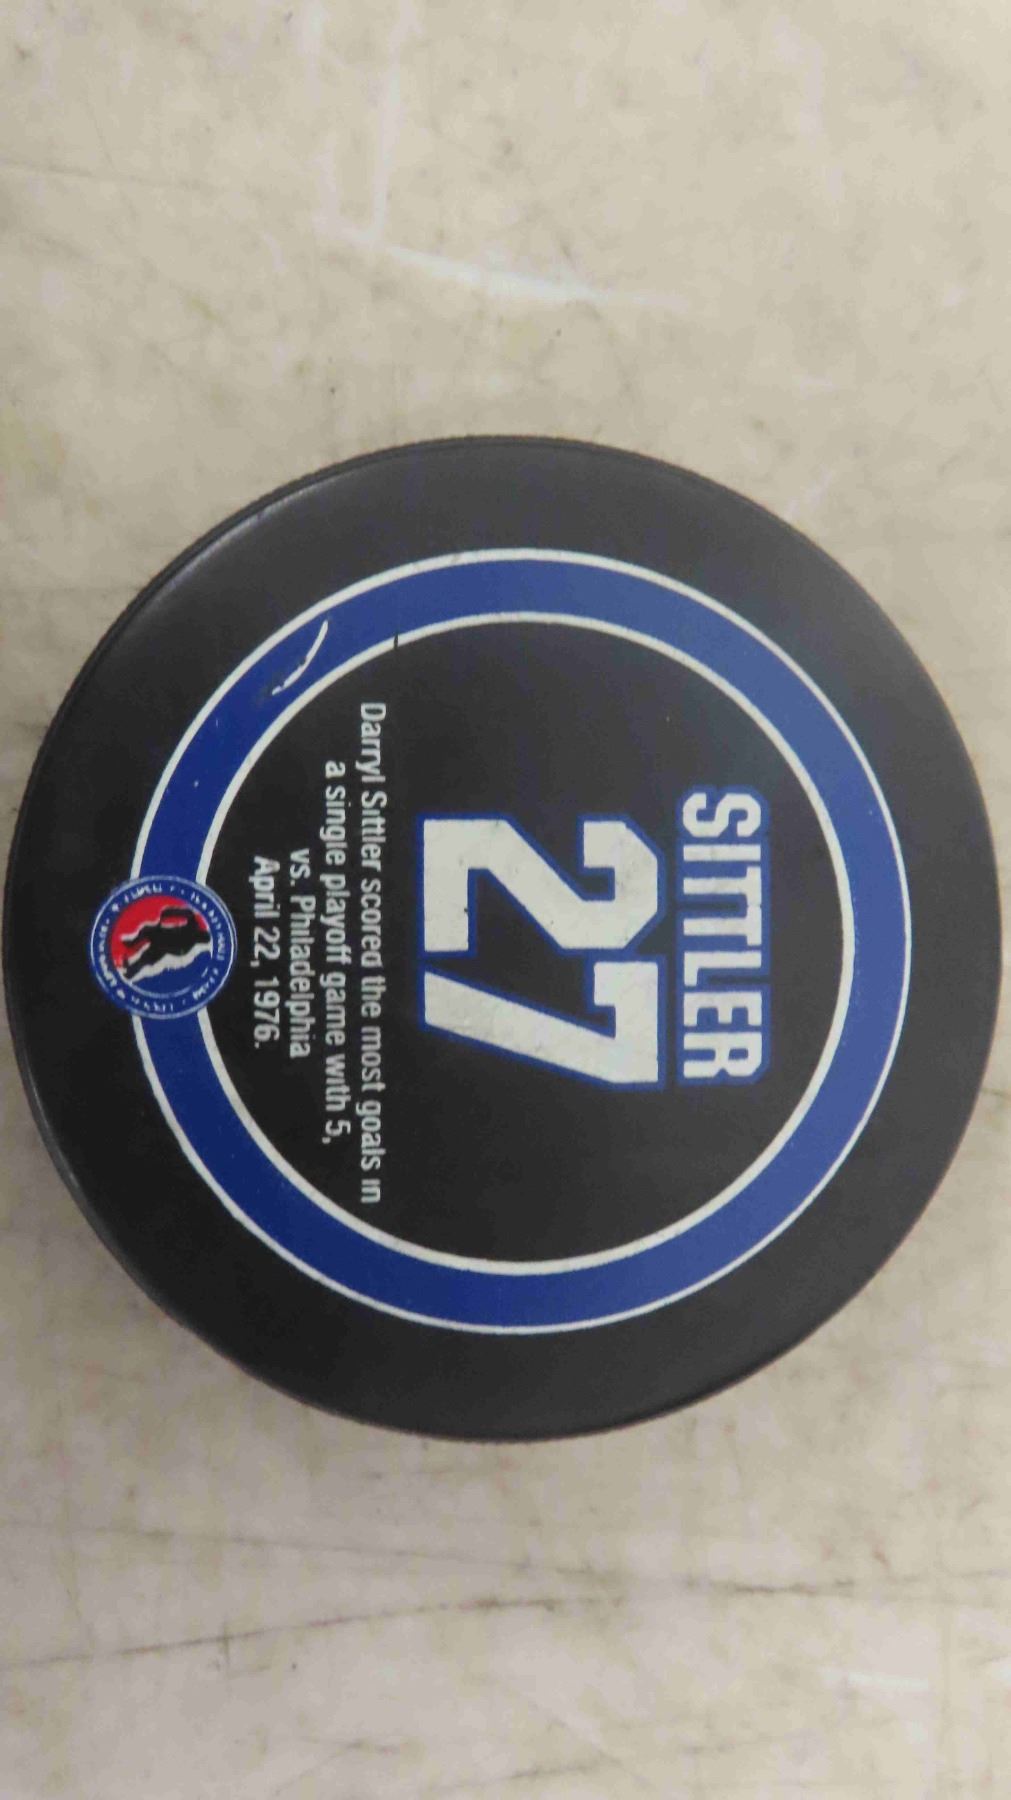 SITTLER
27
Darryl Sittler scored the most goals in
a single playoff game with 5,
vs. Philadelphia
April 22, 1976.